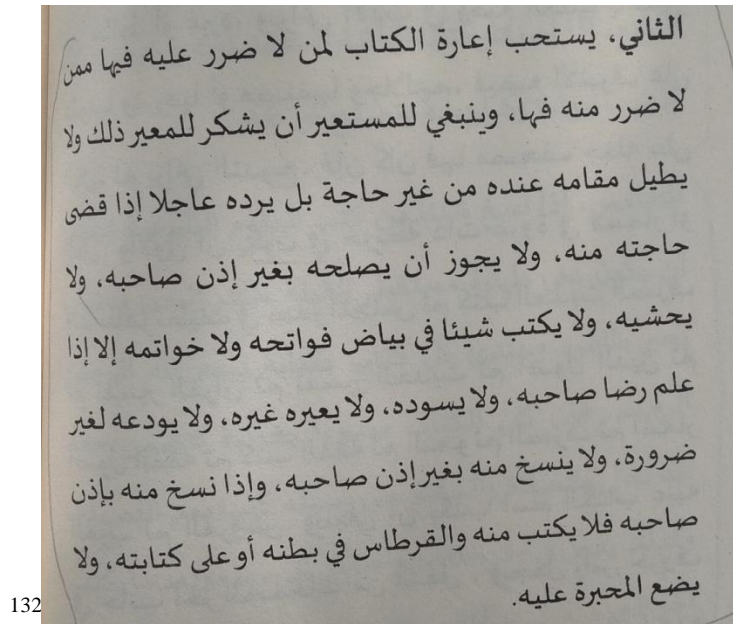 الثاني، يستحب إعارة الكتاب لمن لا ضرر عليه فيها ممن
لا ضرر منه فها، وينبغي للمستعير أن يشكر للمعير ذلك ولا
يطيل مقامه عنده من غير حاجة بل يرده عاجلا إذا قضى
حاجته منه، ولا يجوز أن يصلحه بغير إذن صاحبه، ولا
يحشيه، ولا يكتب شيئا في بياض فواتحه ولا خواتمه إلا إذا
علم رضا صاحبه، ولا يسوده، ولا يعيره غيره، ولا يودعه لغير
ضرورة، ولا ينسخ منه بغير إذن صاحبه، وإذا نسخ منه بإذن
صاحبه فلا يكتب منه والقرطاس في بطنه أو على كتابته، ولا
يضع المحبرة عليه.
132